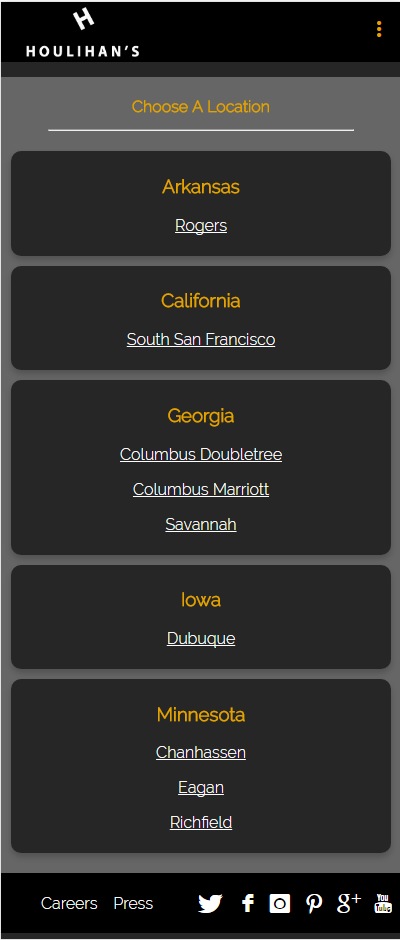 H
HOULIHAN'S
Choose A Location
Arkansas
Rogers
California
South San Francisco
Georgia
Columbus Doubletree
Columbus Marriott
Savannah
Iowa
Dubuque
Minnesota
Chanhassen
Eagan
Richfield
Careers Press f g+ You Tube